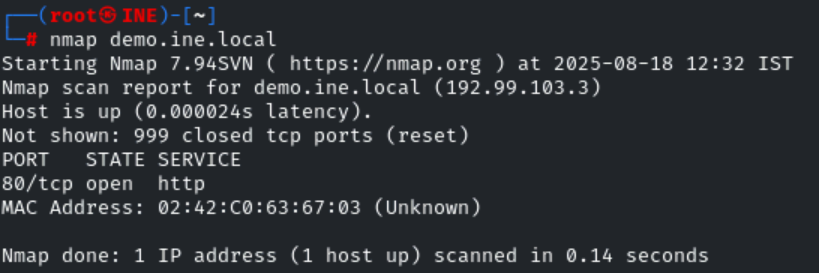 ┌──(root㉿INE)-[~]
└─# nmap demo.ine.local
Starting Nmap 7.94SVN ( https://nmap.org ) at 2025-08-18 12:32 IST
Nmap scan report for demo.ine.local (192.99.103.3)
Host is up (0.000024s latency).
Not shown: 999 closed tcp ports (reset)
PORT   STATE SERVICE
80/tcp open  http
MAC Address: 02:42:C0:63:67:03 (Unknown)

Nmap done: 1 IP address (1 host up) scanned in 0.14 seconds